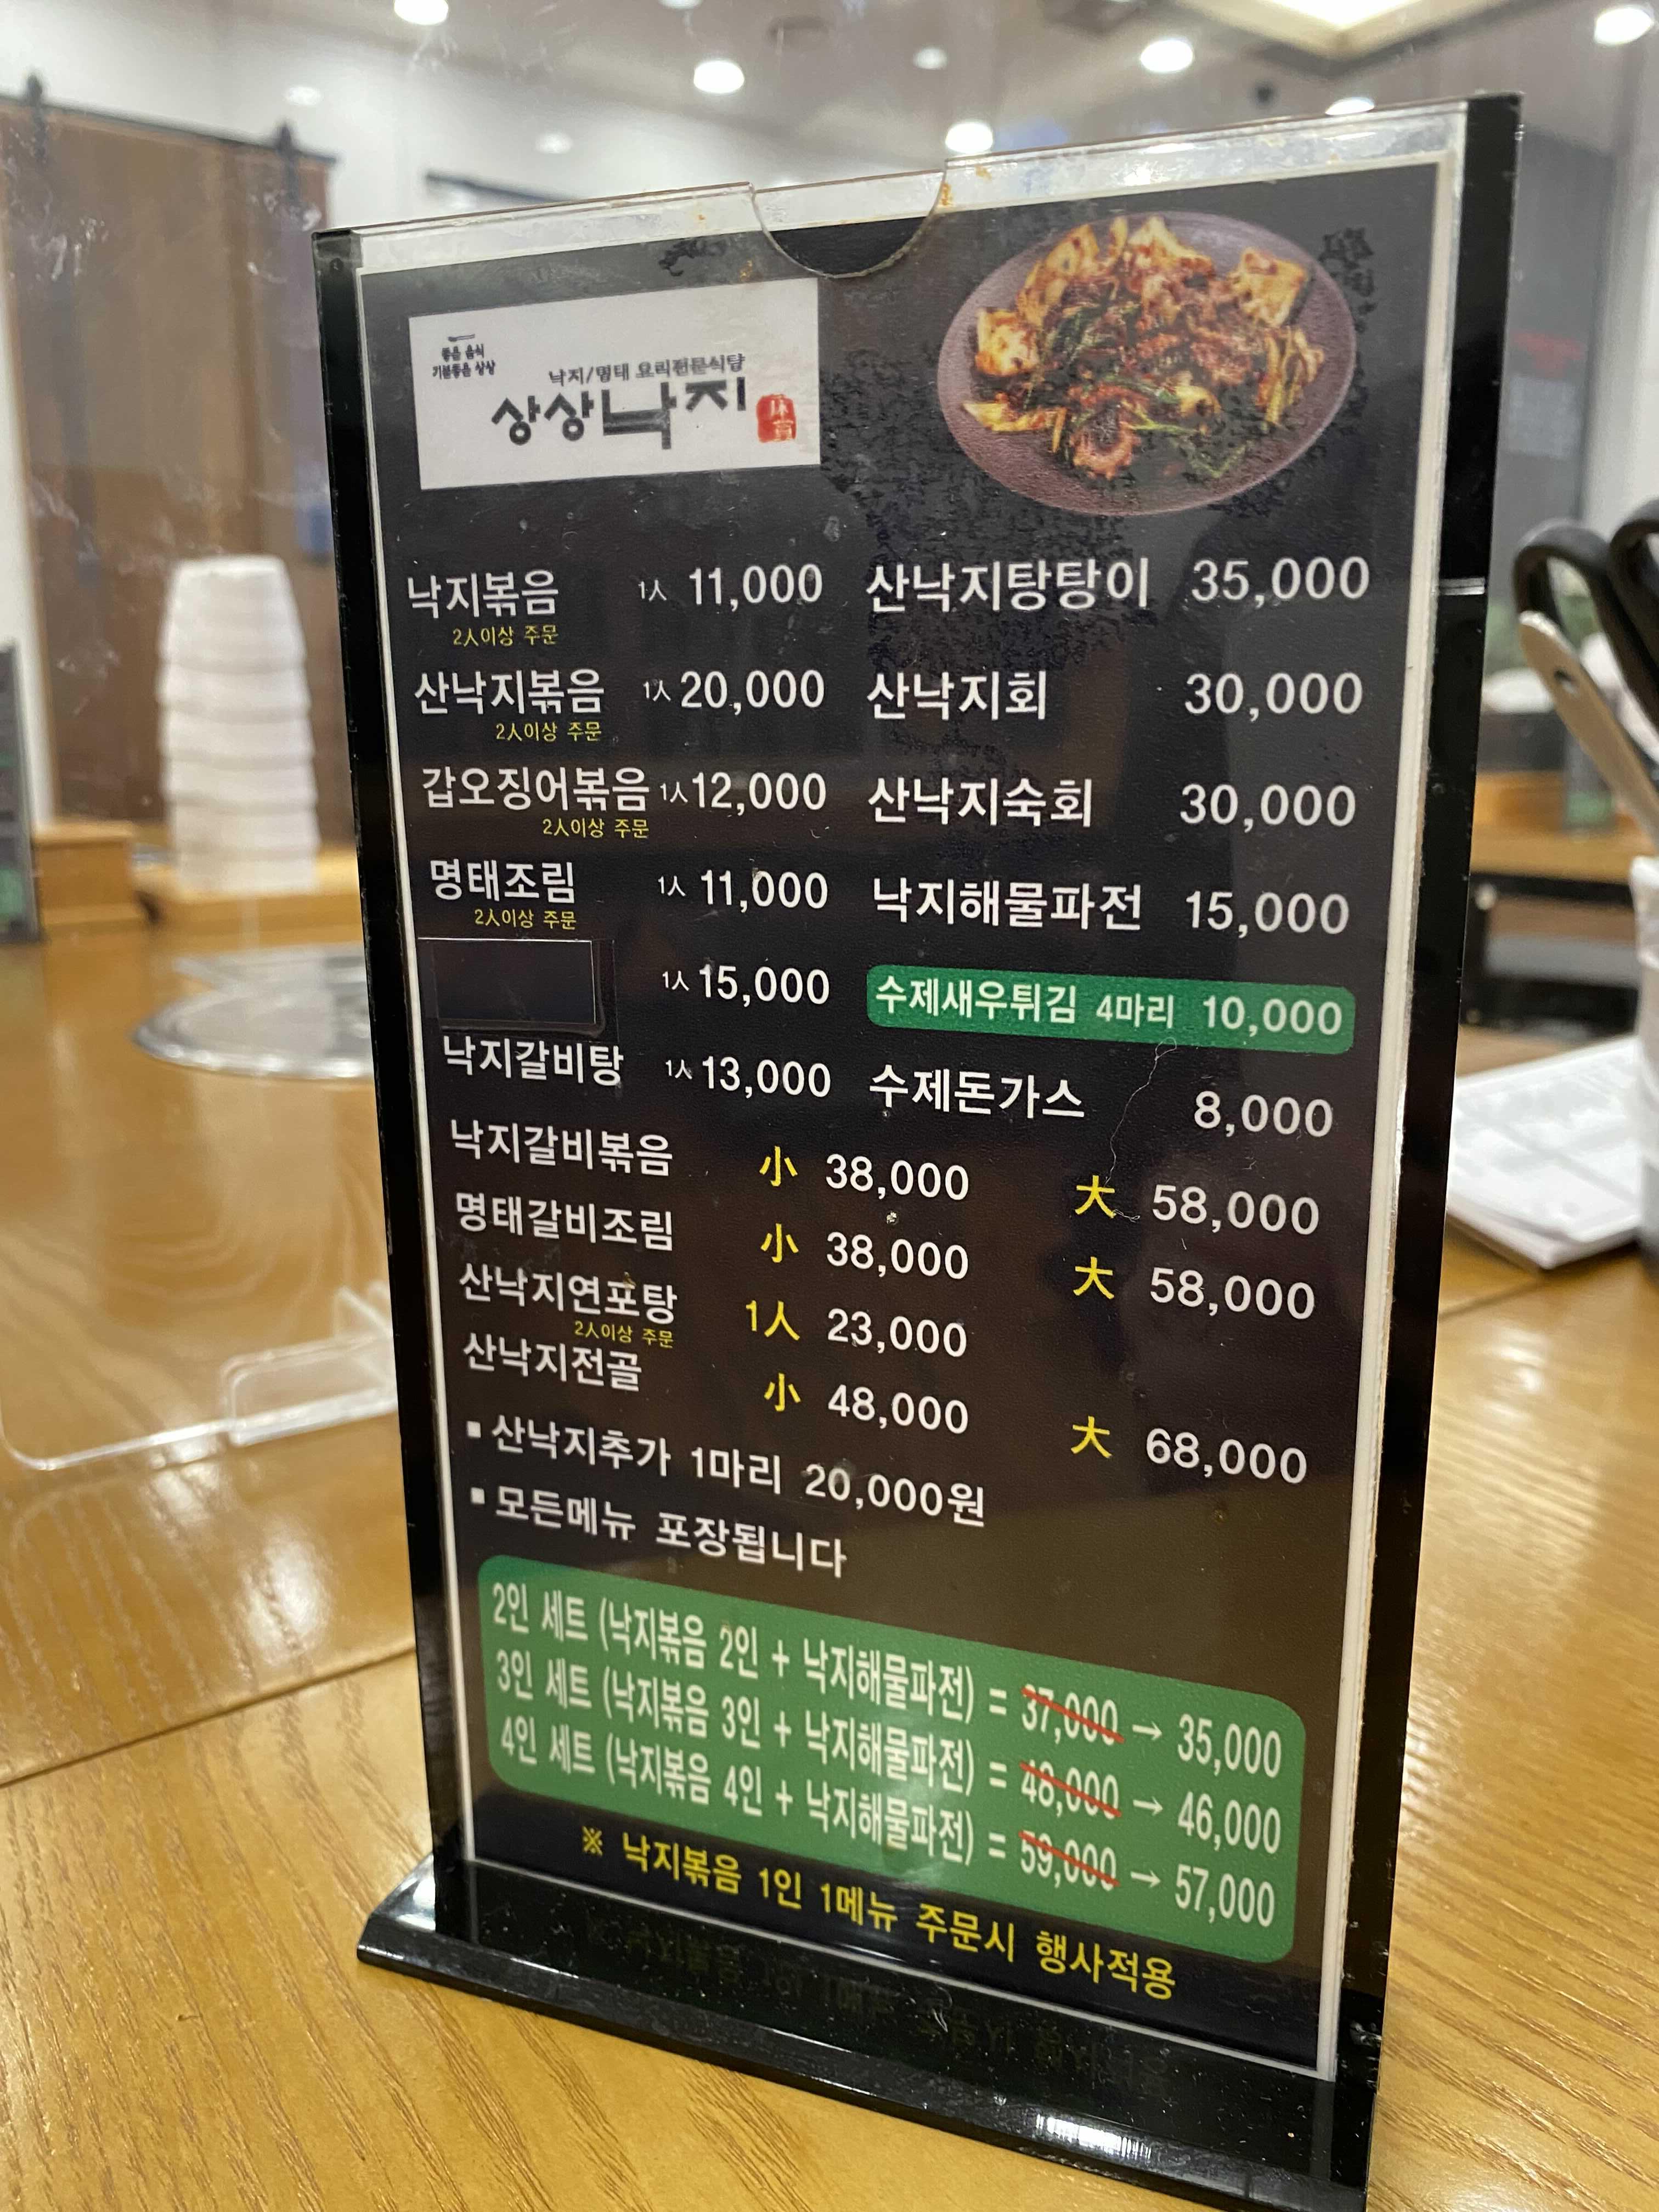 좋은 음식
기분좋은 상상
낙지/명태 요리전문식당
상상낙지
낙지볶음 1人 11,000
2人이상 주문
산낙지볶음 1人 20,000
2人이상 주문
갑오징어볶음 1人 12,000
2人이상 주문
명태조림 1人 11,000
2人이상 주문
1人 15,000
낙지갈비탕 1人 13,000
산낙지탕탕이 35,000
산낙지회 30,000
산낙지숙회 30,000
낙지해물파전 15,000
수제새우튀김 4마리 10,000
수제돈가스 8,000
낙지갈비볶음 小 38,000 大 58,000
명태갈비조림 小 38,000 大 58,000
산낙지연포탕 1人 23,000
2人이상 주문
산낙지전골 小 48,000 大 68,000
▪ 산낙지추가 1마리 20,000원
▪ 모든메뉴 포장됩니다
2인 세트 (낙지볶음 2인 + 낙지해물파전) = 37,000 → 35,000
3인 세트 (낙지볶음 3인 + 낙지해물파전) = 48,000 → 46,000
4인 세트 (낙지볶음 4인 + 낙지해물파전) = 59,000 → 57,000
※ 낙지볶음 1인 1메뉴 주문시 행사적용